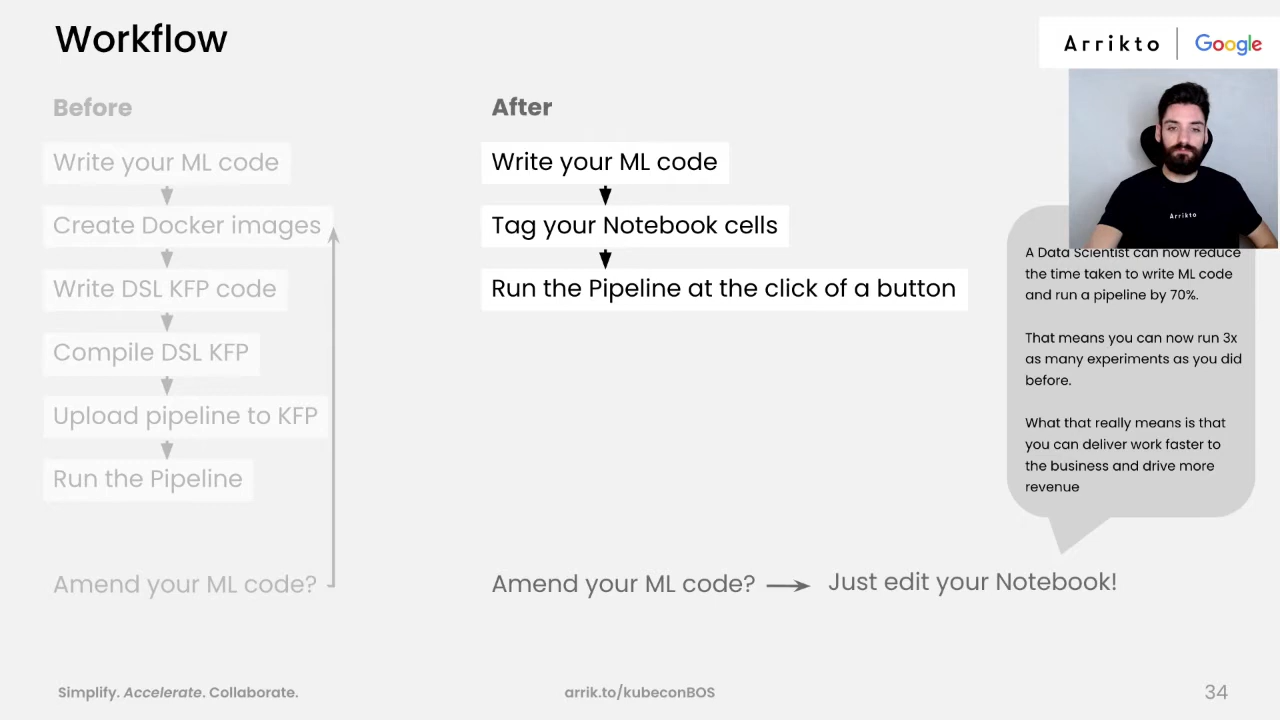 Workflow
Arrikto | Google
Before
After
Write your ML code
Create Docker images
Write DSL KFP code
Compile DSL KFP
Upload pipeline to KFP
Run the Pipeline
Amend your ML code?
Write your ML code
Tag your Notebook cells
Run the Pipeline at the click of a button
Amend your ML code?
Just edit your Notebook!
Arrikto
A Data Scientist can now reduce
the time taken to write ML code
and run a pipeline by 70%.
That means you can now run 3x
as many experiments as you did
before.
What that really means is that
you can deliver work faster to
the business and drive more
revenue
Simplify. Accelerate. Collaborate.
arrik.to/kubeconBOS
34